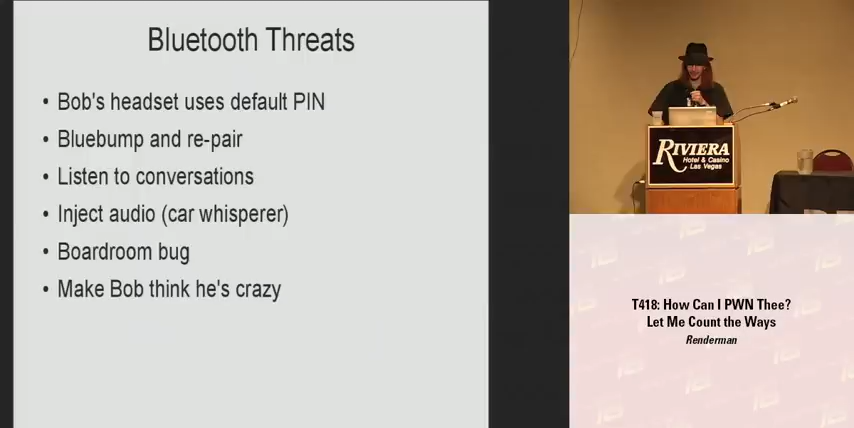 Bluetooth Threats
• Bob's headset uses default PIN
• Bluebump and re-pair
• Listen to conversations
• Inject audio (car whisperer)
• Boardroom bug
• Make Bob think he's crazy
RIVIERA
Hotel & Casino
Las Vegas
T418: How Can I PWN Thee?
Let Me Count the Ways
Renderman